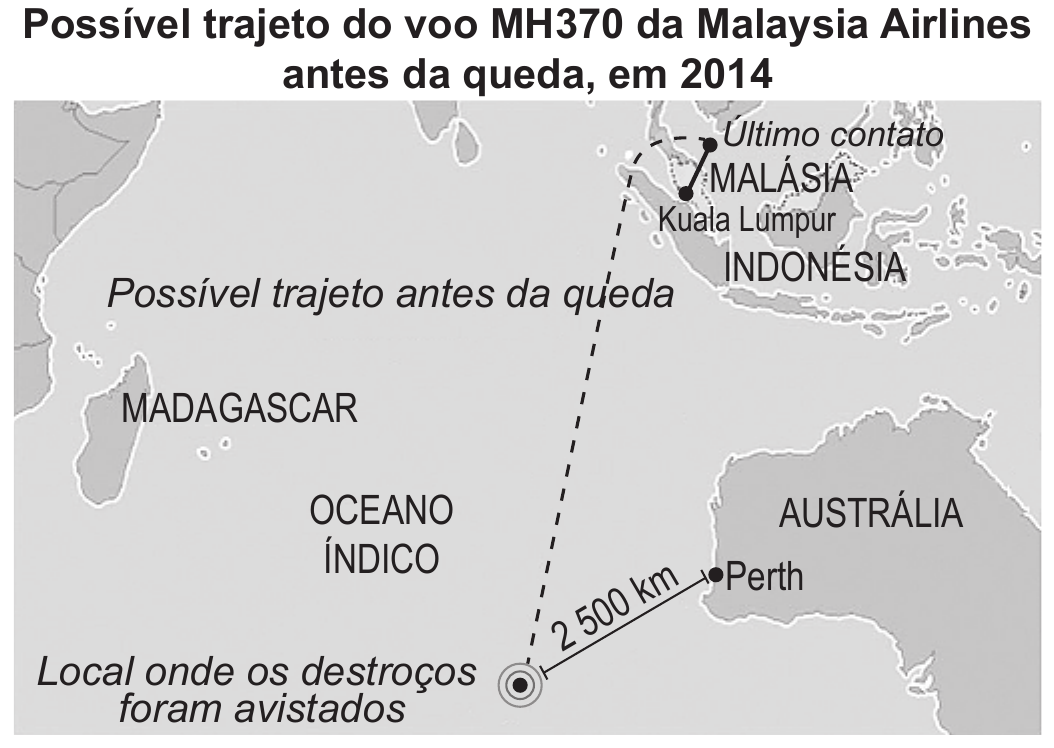 Possível trajeto do voo MH370 da Malaysia Airlines
antes da queda, em 2014
Último contato
MALÁSIA
Kuala Lumpur
INDONÉSIA
Possível trajeto antes da queda
MADAGASCAR
OCEANO
ÍNDICO
AUSTRÁLIA
Perth
2 500 km
Local onde os destroços
foram avistados